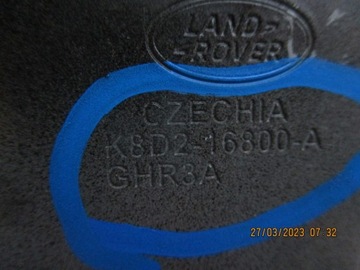 LAND-
-ROVER
CZECHIA
K8D2-16800-A
GHR3A
27/03/2023 07:32